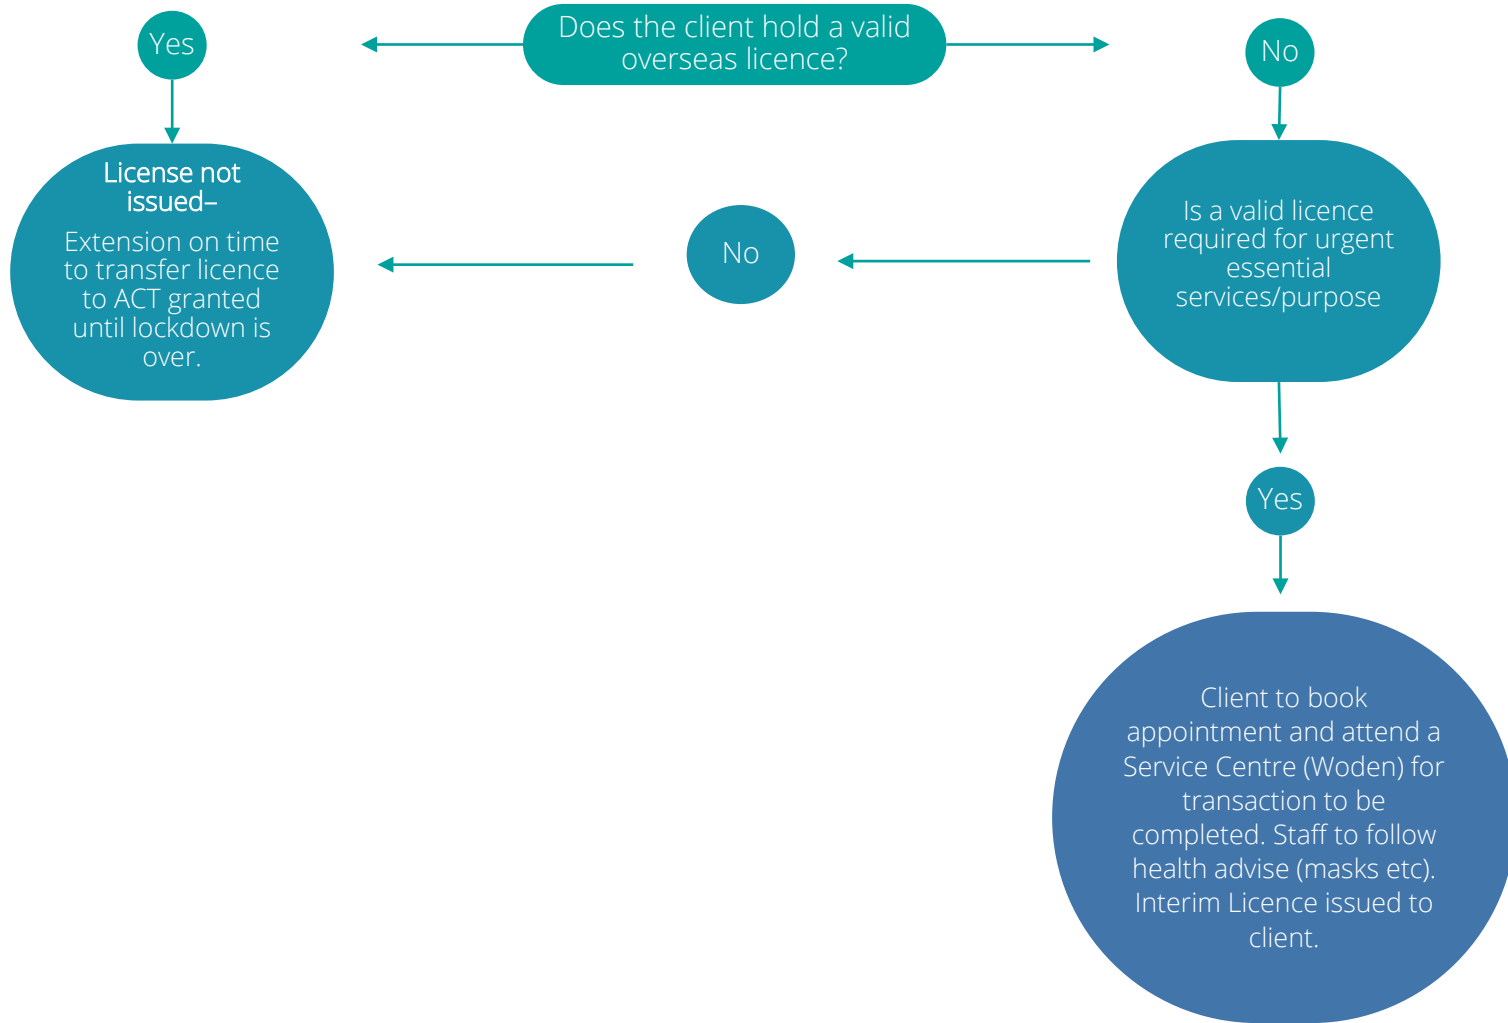 Does the client hold a valid
overseas licence?
Yes
No
License not
issued–
Extension on time
to transfer licence
to ACT granted
until lockdown is
over.
No
Is a valid licence
required for urgent
essential
services/purpose
Yes
Client to book
appointment and attend a
Service Centre (Woden) for
transaction to be
completed. Staff to follow
health advise (masks etc).
Interim Licence issued to
client.